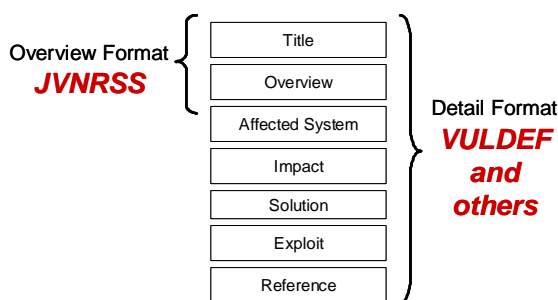 Overview Format
JVNRSS
Title
Overview
Affected System
Impact
Solution
Exploit
Reference
Detail Format
VULDEF
and
others